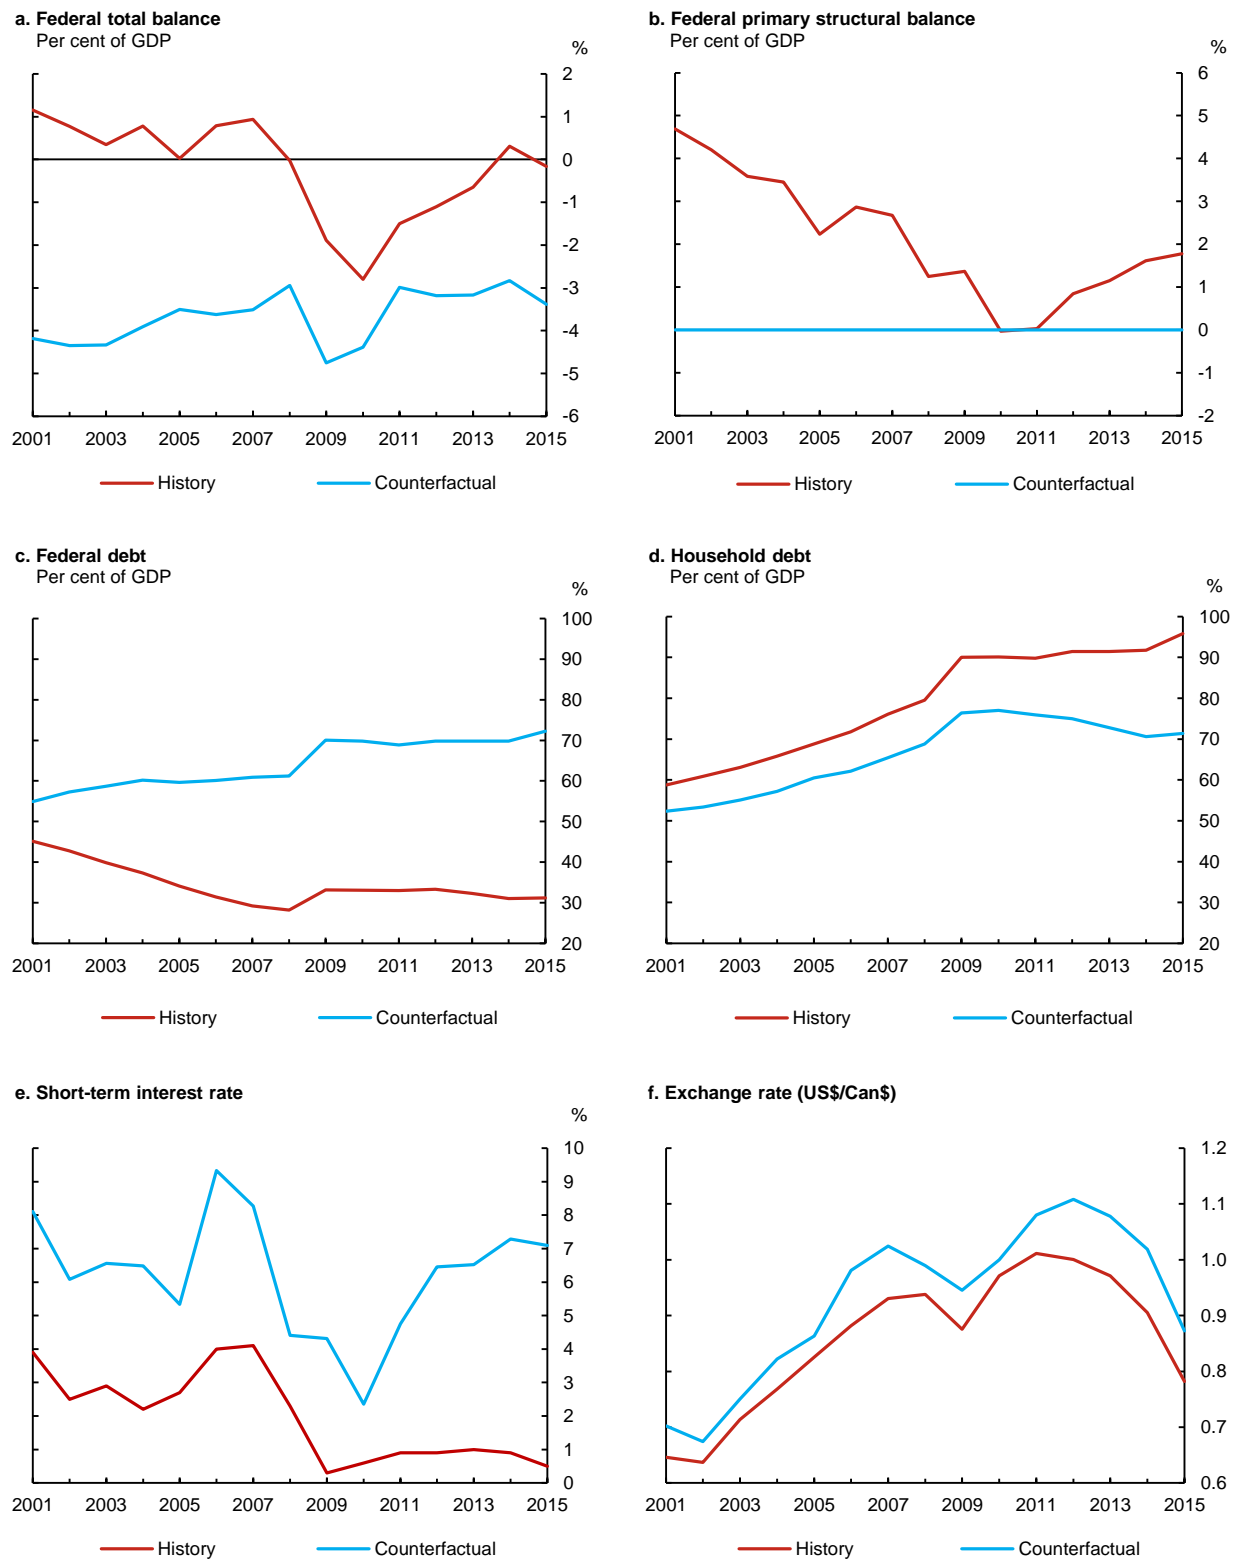 a. Federal total balance
Per cent of GDP
%
2
1
0
-1
-2
-3
-4
-5
-6
2001 2003 2005 2007 2009 2011 2013 2015
History Counterfactual
b. Federal primary structural balance
Per cent of GDP
%
6
5
4
3
2
1
0
-1
-2
2001 2003 2005 2007 2009 2011 2013 2015
History Counterfactual
c. Federal debt
Per cent of GDP
%
100
90
80
70
60
50
40
30
20
2001 2003 2005 2007 2009 2011 2013 2015
History Counterfactual
d. Household debt
Per cent of GDP
%
100
90
80
70
60
50
40
30
20
2001 2003 2005 2007 2009 2011 2013 2015
History Counterfactual
e. Short-term interest rate
%
10
9
8
7
6
5
4
3
2
1
0
2001 2003 2005 2007 2009 2011 2013 2015
History Counterfactual
f. Exchange rate (US$/Can$)
1.2
1.1
1.0
0.9
0.8
0.7
0.6
2001 2003 2005 2007 2009 2011 2013 2015
History Counterfactual